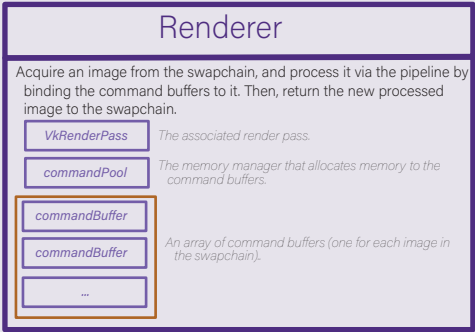 Renderer
Acquire an image from the swapchain, and process it via the pipeline by
binding the command buffers to it. Then, return the new processed
image to the swapchain.
VkRenderPass
The associated render pass.
commandPool
The memory manager that allocates memory to the
command buffers.
commandBuffer
commandBuffer
An array of command buffers (one for each image in
the swapchain).
...